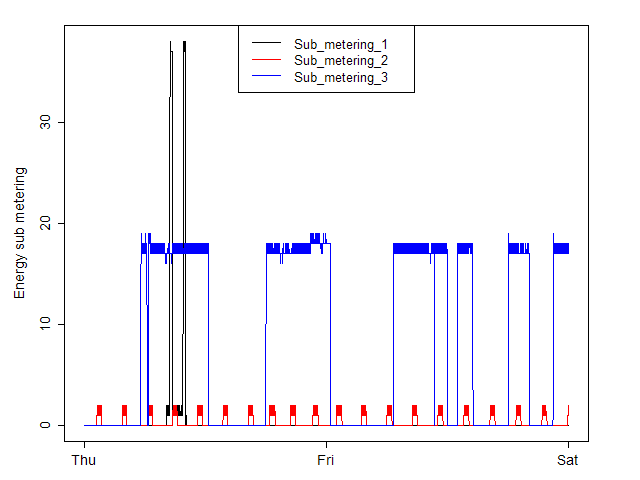 Sub_metering_1
Sub_metering_2
Sub_metering_3
30
20
10
0
Energy sub metering
Thu Fri Sat